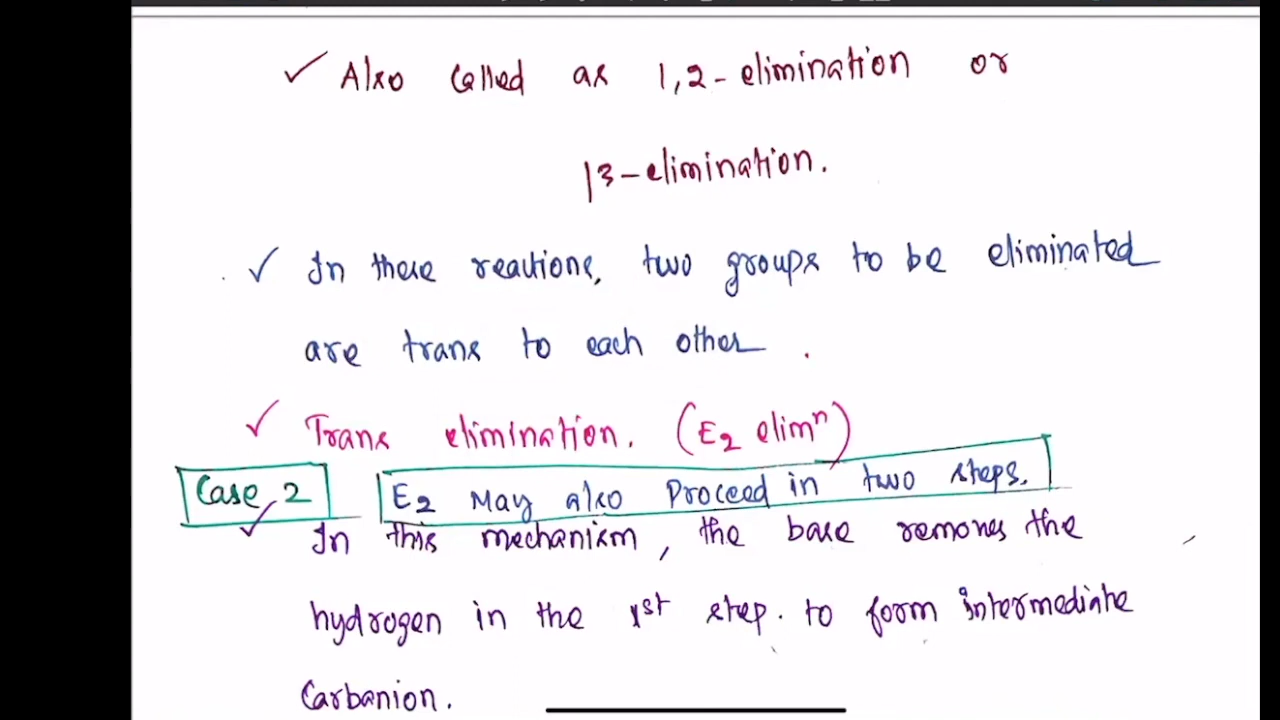 ✓ Also called as 1,2-elimination or
β-elimination.
✓ In these reactions, two groups to be eliminated
are trans to each other.
✓ Trans elimination. (E₂ elimⁿ)
Case 2 E₂ May also Proceed in two steps.
✓ In this mechanism, the base removes the
hydrogen in the 1st step. to form intermediate
Carbanion.